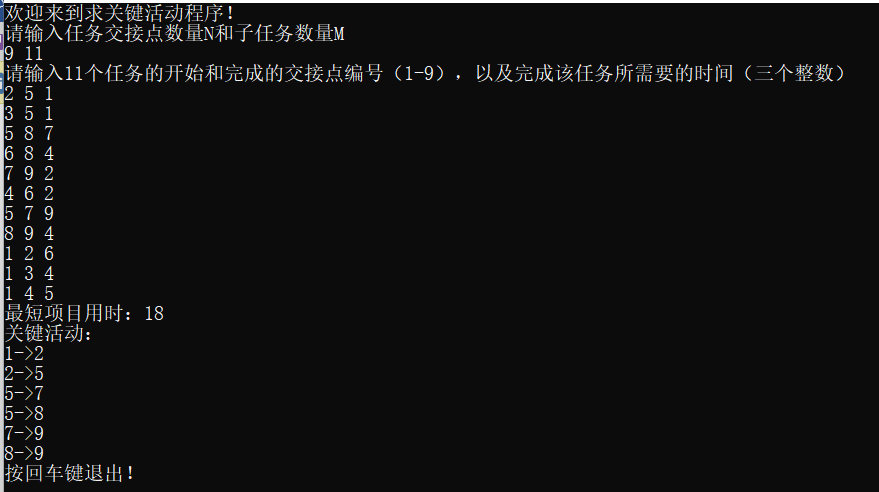 欢迎来到求关键活动程序！
请输入任务交接点数量N和子任务数量M
9 11
请输入11个任务的开始和完成的交接点编号（1-9），以及完成该任务所需要的时间（三个整数）
2 5 1
3 5 1
5 8 7
6 8 4
7 9 2
4 6 2
5 7 9
8 9 4
1 2 6
1 3 4
1 4 5
最短项目用时：18
关键活动：
1->2
2->5
5->7
5->8
7->9
8->9
按回车键退出！